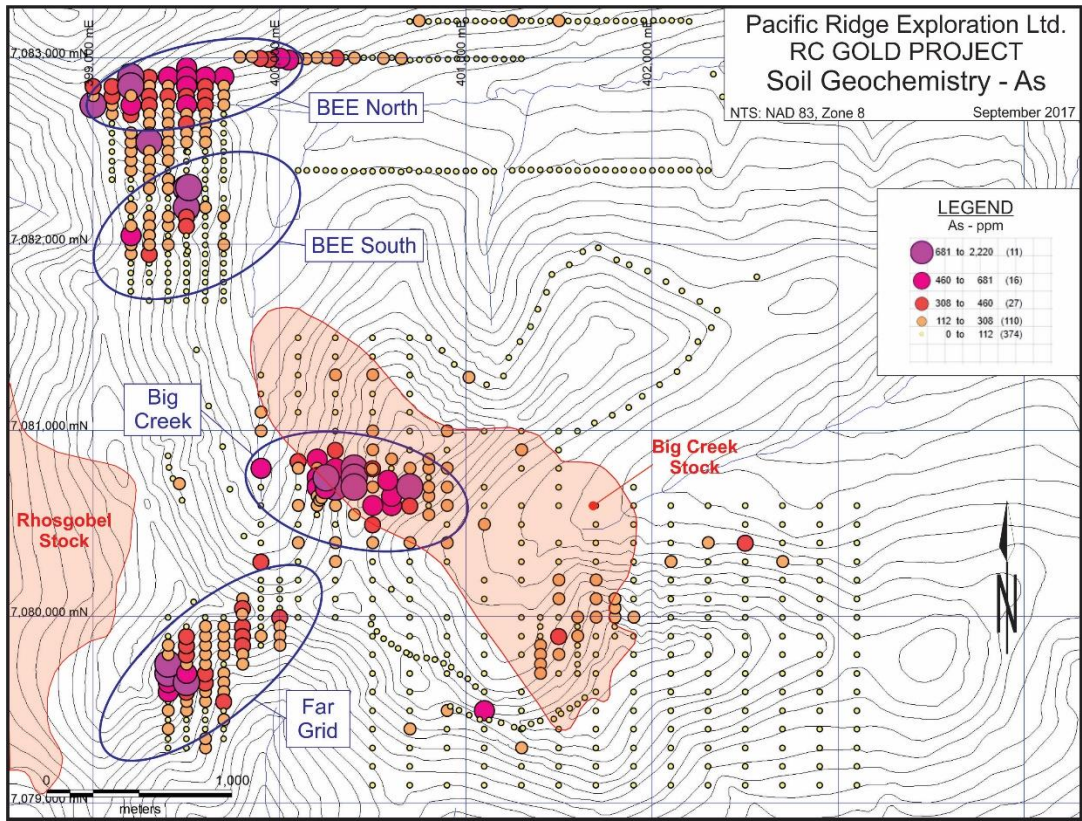 Pacific Ridge Exploration Ltd.
RC GOLD PROJECT
Soil Geochemistry - As
NTS: NAD 83, Zone 8 September 2017
399,000 mE
400,000 mE
401,000 mE
402,000 mE
7,083,000 mN
BEE North
7,082,000 mN
BEE South
LEGEND
As - ppm
681 to 2,220 (11)
460 to 681 (16)
308 to 460 (27)
112 to 308 (110)
0 to 112 (374)
Big
Creek
7,081,000 mN
Big Creek
Stock
Rhosgobel
Stock
N
7,080,000 mN
Far
Grid
0 1,000
meters
7,079,000 mN